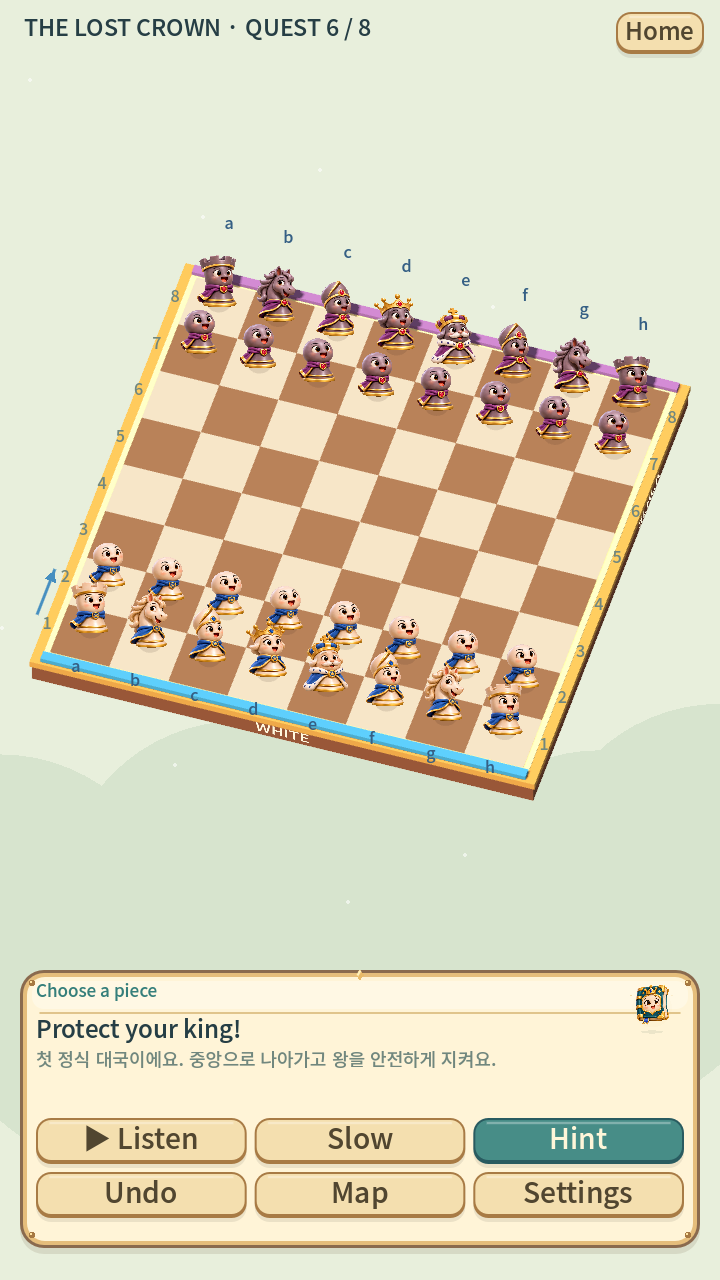 THE LOST CROWN · QUEST 6 / 8
Home
a b c d e f g h
8 8
7 7
6 6
5 5
4 4
3 3
2 2
1 1
a b c d e f g h
WHITE
Choose a piece
Protect your king!
첫 정식 대국이에요. 중앙으로 나아가고 왕을 안전하게 지켜요.
▶ Listen
Slow
Hint
Undo
Map
Settings